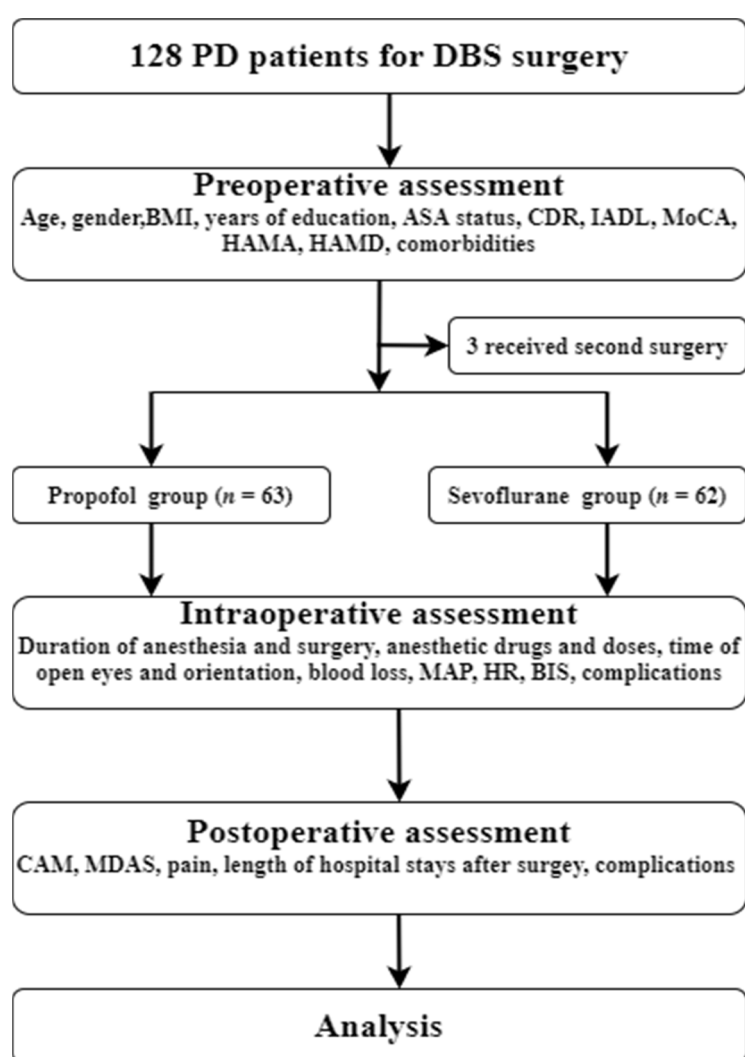 128 PD patients for DBS surgery
Preoperative assessment
Age, gender,BMI, years of education, ASA status, CDR, IADL, MoCA,
HAMA, HAMD, comorbidities
3 received second surgery
Propofol group (n = 63)
Sevoflurane group (n = 62)
Intraoperative assessment
Duration of anesthesia and surgery, anesthetic drugs and doses, time of
open eyes and orientation, blood loss, MAP, HR, BIS, complications
Postoperative assessment
CAM, MDAS, pain, length of hospital stays after surgey, complications
Analysis